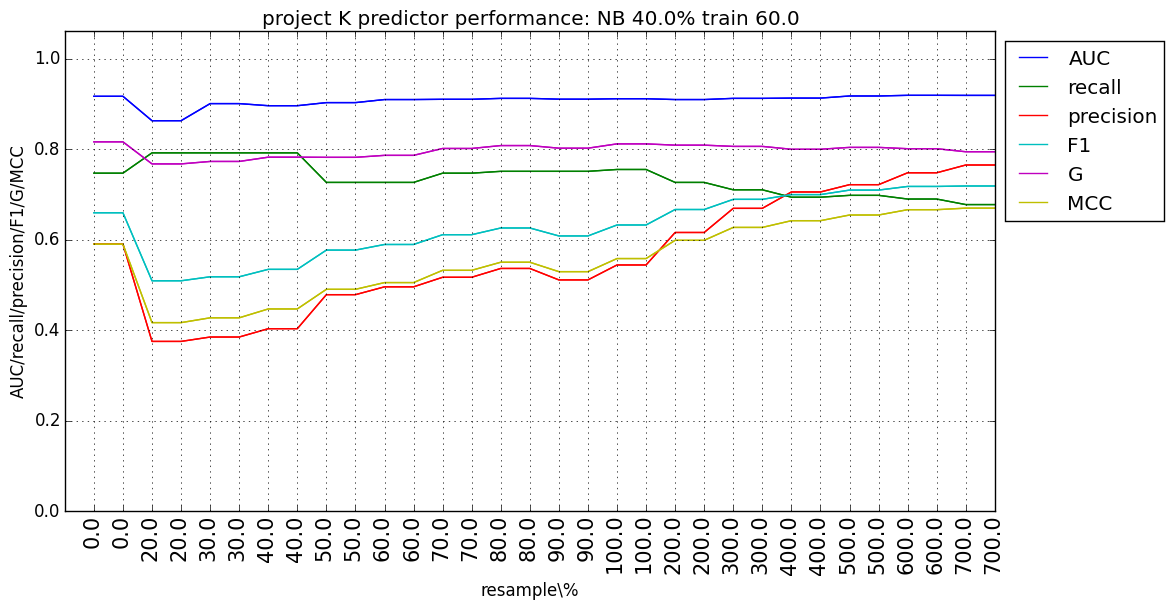 project K predictor performance: NB 40.0% train 60.0
AUC/recall/precision/F1/G/MCC
1.0
0.8
0.6
0.4
0.2
0.0
0.0 0.0 20.0 20.0 30.0 30.0 40.0 40.0 50.0 50.0 60.0 60.0 70.0 70.0 80.0 80.0 90.0 90.0 100.0 100.0 200.0 200.0 300.0 300.0 400.0 400.0 500.0 500.0 600.0 600.0 700.0 700.0
resample\%
AUC
recall
precision
F1
G
MCC